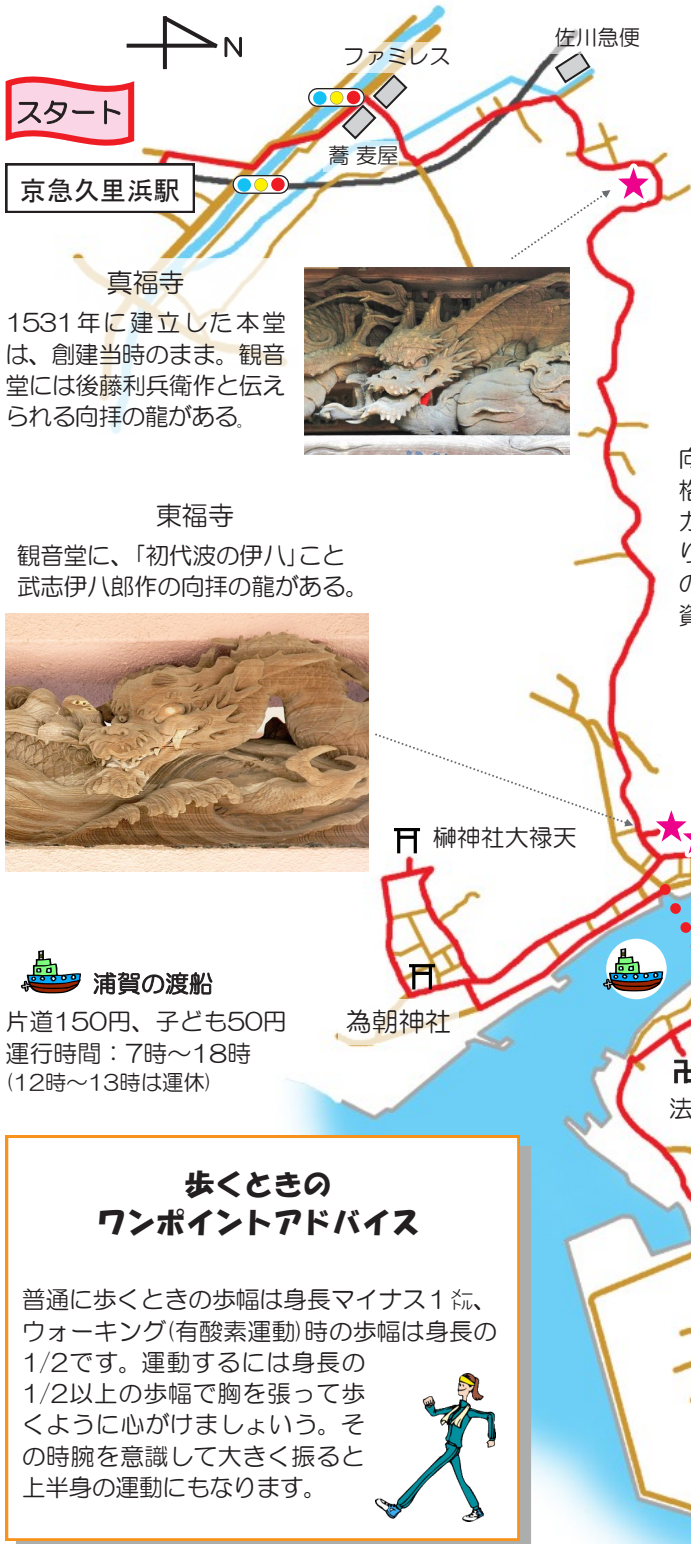 N
ファミレス
佐川急便
スタート
蕎麦屋
京急久里浜駅
真福寺
1531年に建立した本堂
は、創建当時のまま。観音
堂には後藤利兵衛作と伝え
られる向拝の龍がある。
東福寺
観音堂に、「初代波の伊八」こと
武志伊八郎作の向拝の龍がある。
向
格
カ
り
の
資
榊神社大禄天
為朝神社
法
浦賀の渡船
片道150円、子ども50円
運行時間：7時～18時
(12時～13時は運休)
歩くときの
ワンポイントアドバイス
普通に歩くときの歩幅は身長マイナス1㍍、
ウォーキング(有酸素運動)時の歩幅は身長の
1/2です。運動するには身長の
1/2以上の歩幅で胸を張って歩
くように心がけましょいう。そ
の時腕を意識して大きく振ると
上半身の運動にもなります。